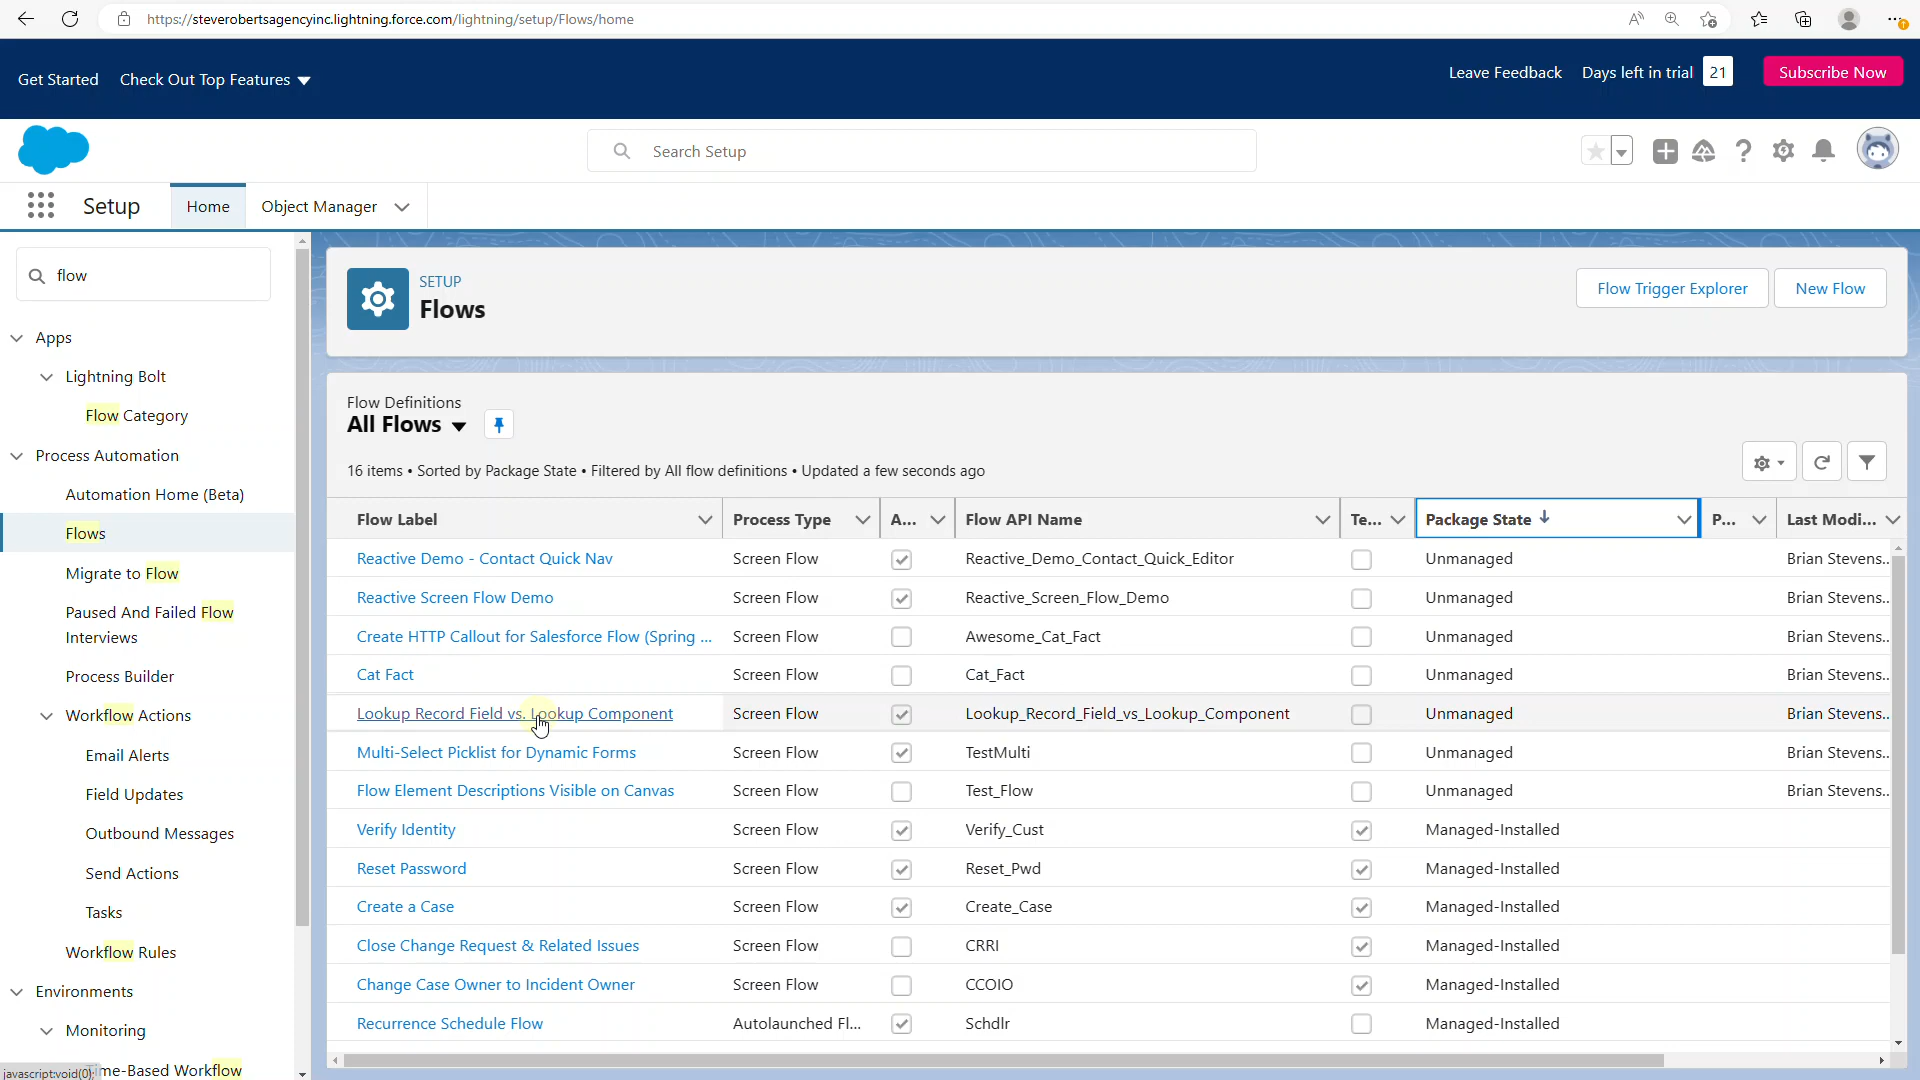 https://steverobertsagencyinc.lightning.force.com/lightning/setup/Flows/home
Get Started Check Out Top Features
Leave Feedback Days left in trial 21 Subscribe Now
Search Setup
Setup Home Object Manager
flow
Apps
Lightning Bolt
Flow Category
Process Automation
Automation Home (Beta)
Flows
Migrate to Flow
Paused And Failed Flow
Interviews
Process Builder
Workflow Actions
Email Alerts
Field Updates
Outbound Messages
Send Actions
Tasks
Workflow Rules
Environments
Monitoring
me-Based Workflow
javascript:void(0);
SETUP
Flows
Flow Trigger Explorer New Flow
Flow Definitions
All Flows
16 items • Sorted by Package State • Filtered by All flow definitions • Updated a few seconds ago
Flow Label Process Type A... Flow API Name Te... Package State P... Last Modi...
Reactive Demo - Contact Quick Nav Screen Flow Reactive_Demo_Contact_Quick_Editor Unmanaged Brian Stevens...
Reactive Screen Flow Demo Screen Flow Reactive_Screen_Flow_Demo Unmanaged Brian Stevens...
Create HTTP Callout for Salesforce Flow (Spring ... Screen Flow Awesome_Cat_Fact Unmanaged Brian Stevens...
Cat Fact Screen Flow Cat_Fact Unmanaged Brian Stevens...
Lookup Record Field vs. Lookup Component Screen Flow Lookup_Record_Field_vs_Lookup_Component Unmanaged Brian Stevens...
Multi-Select Picklist for Dynamic Forms Screen Flow TestMulti Unmanaged Brian Stevens...
Flow Element Descriptions Visible on Canvas Screen Flow Test_Flow Unmanaged Brian Stevens...
Verify Identity Screen Flow Verify_Cust Managed-Installed
Reset Password Screen Flow Reset_Pwd Managed-Installed
Create a Case Screen Flow Create_Case Managed-Installed
Close Change Request & Related Issues Screen Flow CRRI Managed-Installed
Change Case Owner to Incident Owner Screen Flow CCOIO Managed-Installed
Recurrence Schedule Flow Autolaunched Fl... Schdlr Managed-Installed